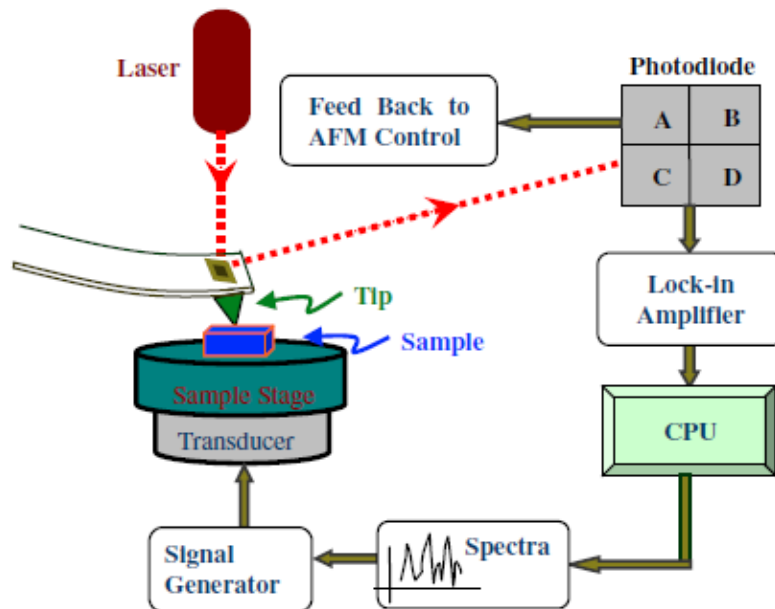 Laser
Feed Back to
AFM Control
Photodiode
A B
C D
Lock-in
Amplifier
Tip
Sample
Sample Stage
Transducer
CPU
Signal
Generator
Spectra